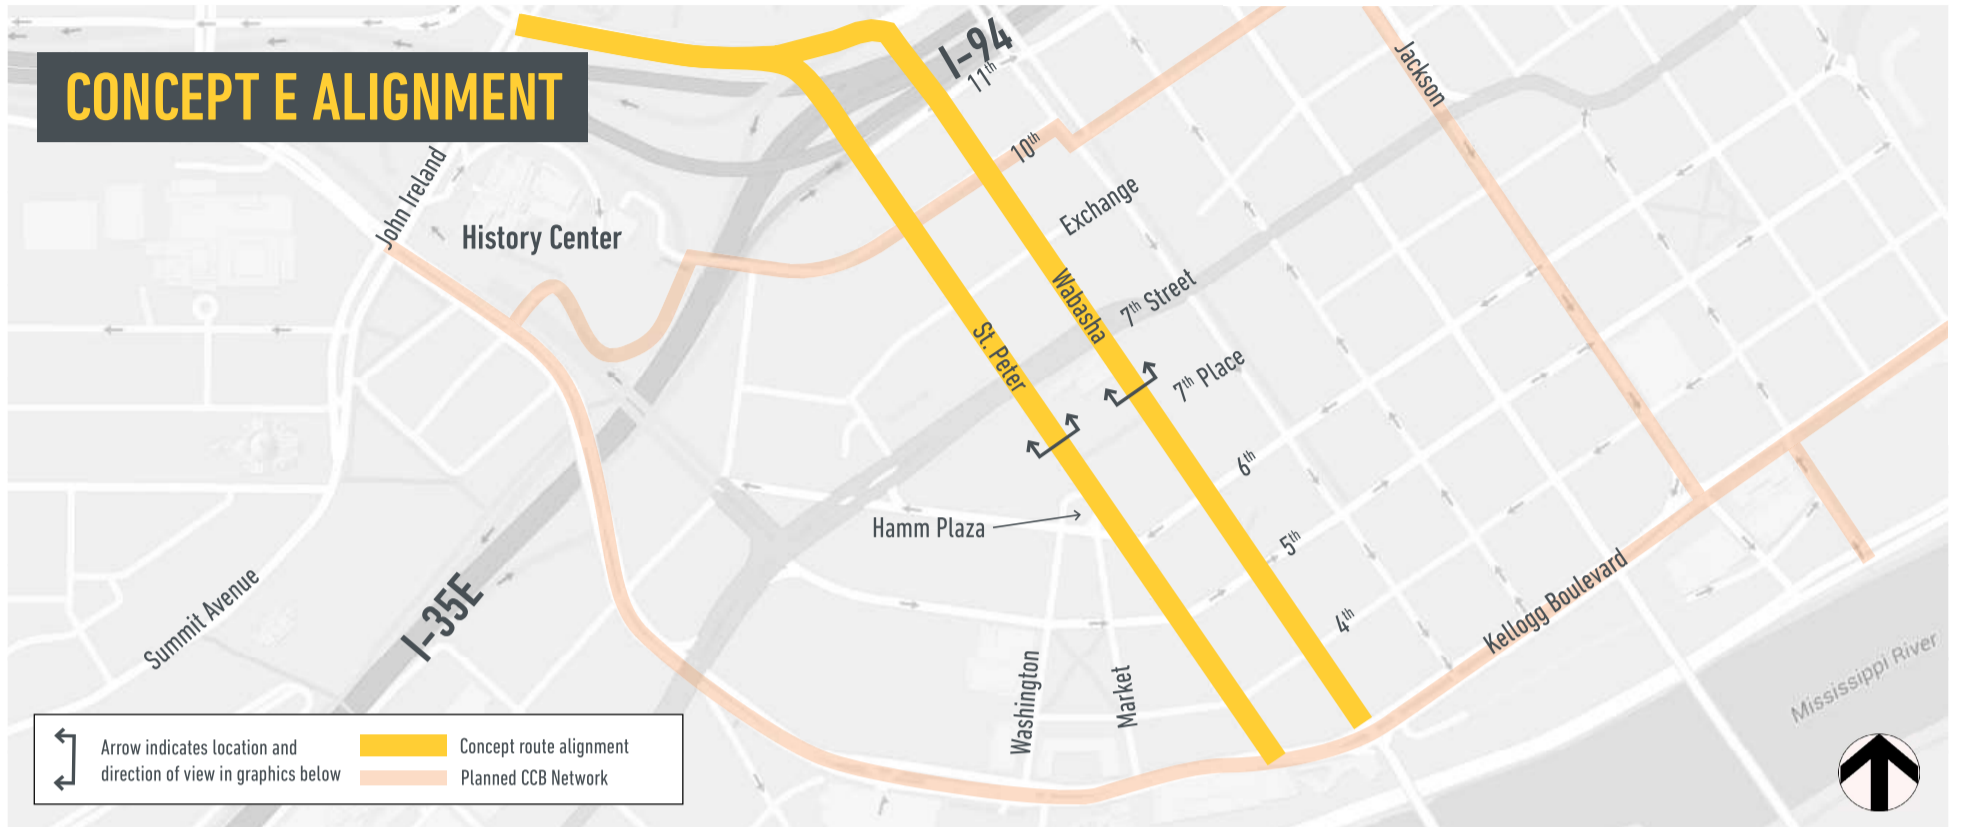 CONCEPT E ALIGNMENT
I-94
11th
Jackson
10th
John Ireland
History Center
Exchange
Wabasha
7th Street
St. Peter
7th Place
6th
Hamm Plaza
5th
4th
Kellogg Boulevard
Summit Avenue
I-35E
Washington
Market
Mississippi River
Arrow indicates location and
direction of view in graphics below
Concept route alignment
Planned CCB Network